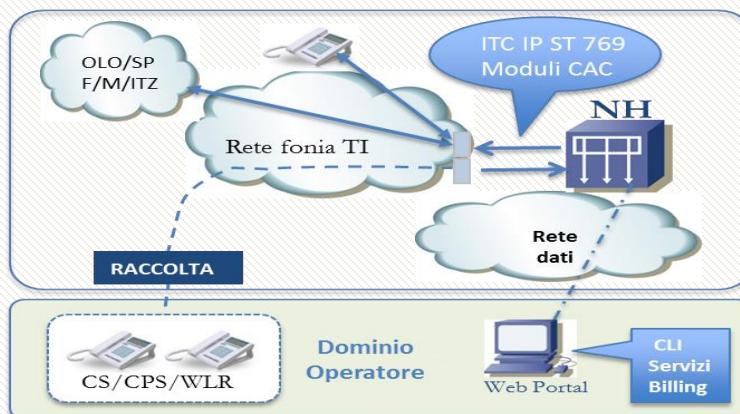 OLO/SP
F/M/ITZ
ITC IP ST 769
Moduli CAC
NH
Rete fonia TI
Rete
dati
RACCOLTA
CS/CPS/WLR
Dominio
Operatore
Web Portal
CLI
Servizi
Billing